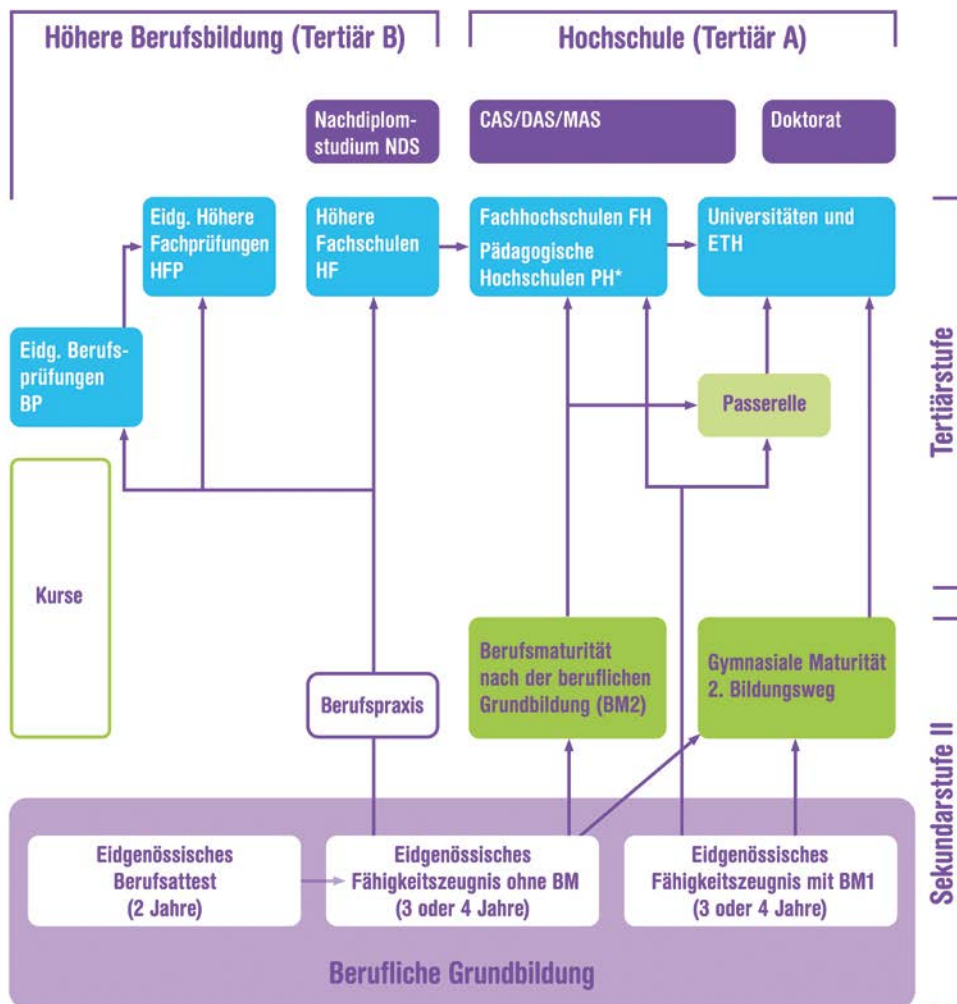 Höhere Berufsbildung (Tertiär B)
Hochschule (Tertiär A)
Nachdiplom-
studium NDS
CAS/DAS/MAS
Doktorat
Eidg. Höhere
Fachprüfungen
HFP
Höhere
Fachschulen
HF
Fachhochschulen FH
Pädagogische
Hochschulen PH*
Universitäten und
ETH
Eidg. Berufs-
prüfungen
BP
Passerelle
Tertiärstufe
Kurse
Berufspraxis
Berufsmaturität
nach der beruflichen
Grundbildung (BM2)
Gymnasiale Maturität
2. Bildungsweg
Sekundarstufe II
Eidgenössisches
Berufsattest
(2 Jahre)
Eidgenössisches
Fähigkeitszeugnis ohne BM
(3 oder 4 Jahre)
Eidgenössisches
Fähigkeitszeugnis mit BM1
(3 oder 4 Jahre)
Berufliche Grundbildung